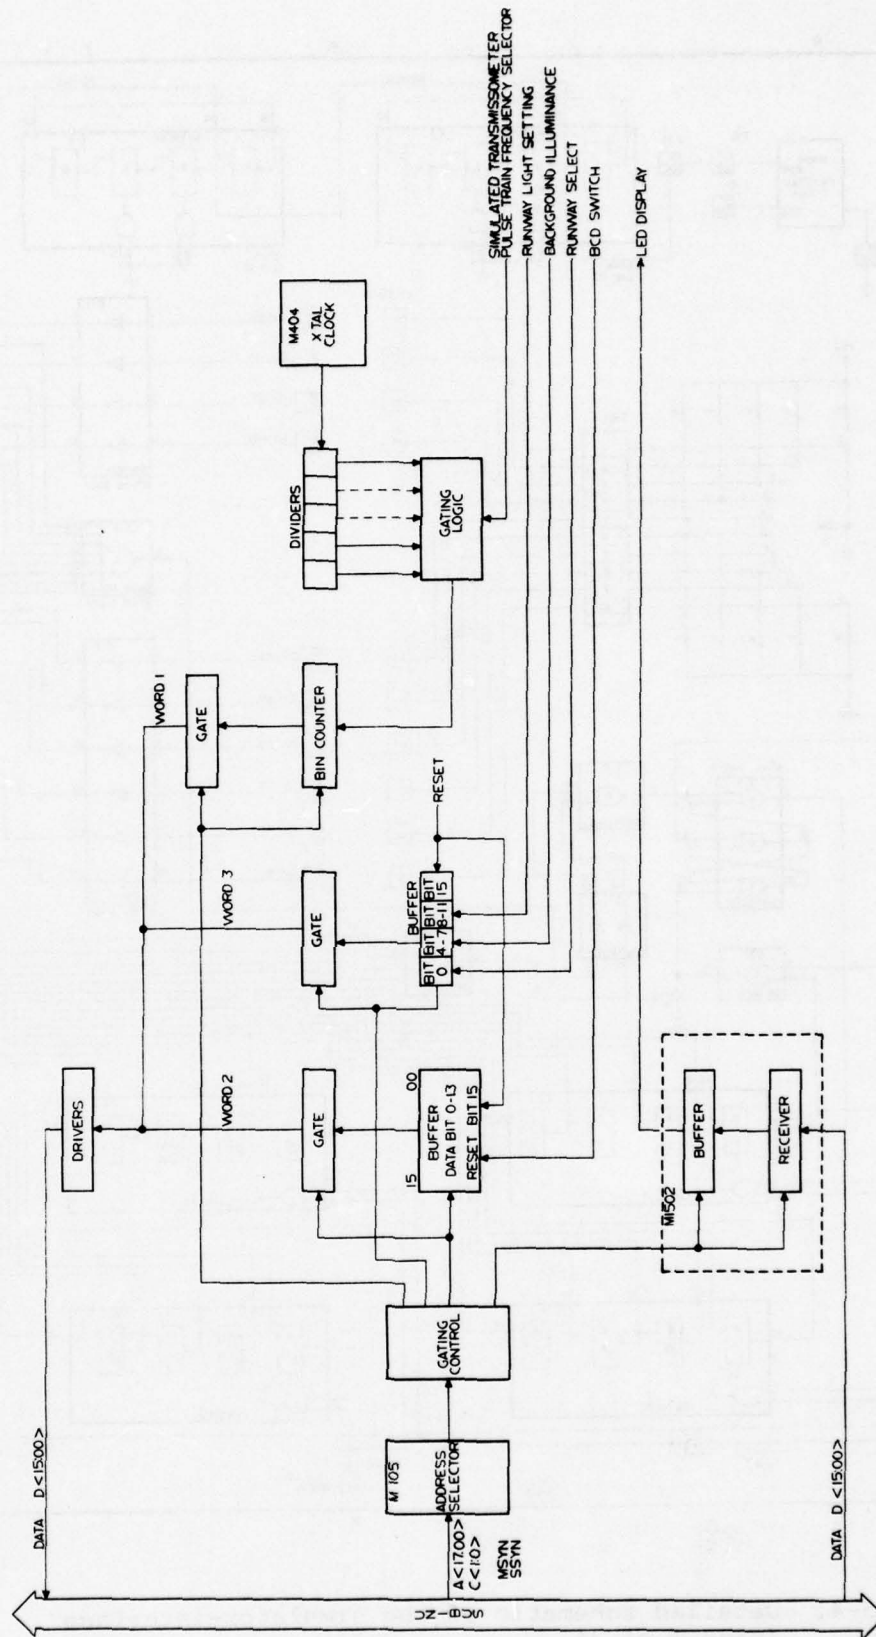 UNIBUS
DATA D<15:00>
A<17:00>
C<1:0>
MSYN
SSYN
DATA D<15:00>
M 105
ADDRESS
SELECTOR
GATING
CONTROL
DRIVERS
WORD 2
GATE
15 00
BUFFER
DATA BIT 0-13
RESET BIT 15
M1502
BUFFER
RECEIVER
WORD 3
GATE
BUFFER
BIT BIT BIT BIT
0 4-7 8-11 15
RESET
WORD 1
GATE
BIN COUNTER
DIVIDERS
GATING
LOGIC
M404
XTAL
CLOCK
SIMULATED TRANSMISSOMETER
PULSE TRAIN FREQUENCY SELECTOR
RUNWAY LIGHT SETTING
BACKGROUND ILLUMINANCE
RUNWAY SELECT
BCD SWITCH
LED DISPLAY